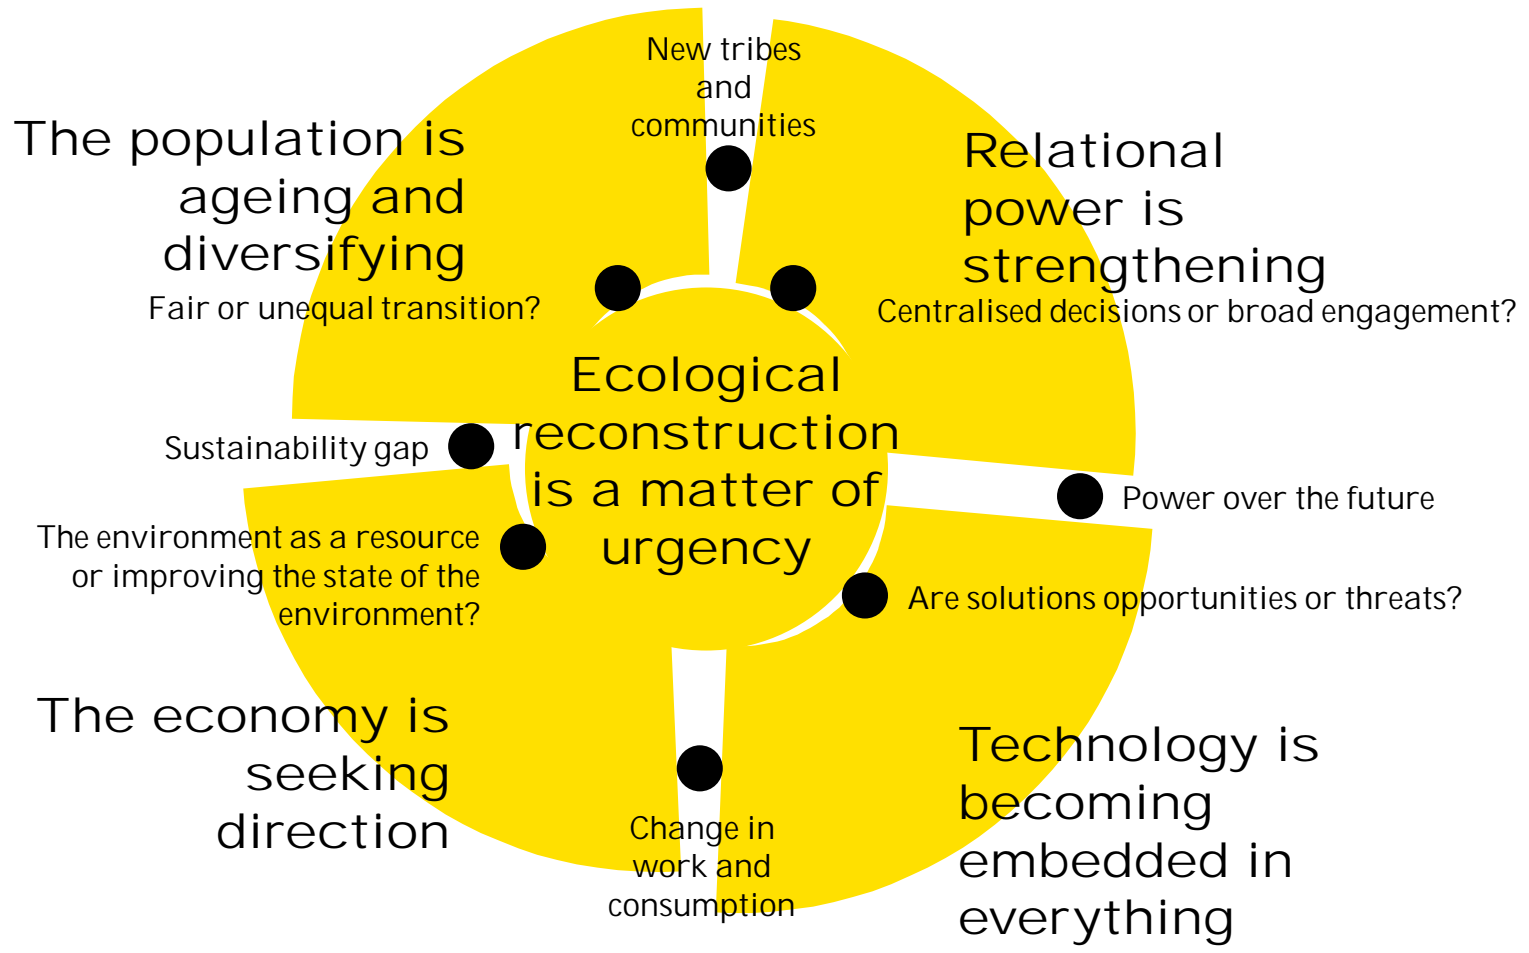 New tribes
and
communities
The population is
ageing and
diversifying
Fair or unequal transition?
Relational
power is
strengthening
Centralised decisions or broad engagement?
Ecological
reconstruction
is a matter of
urgency
Sustainability gap
Power over the future
The environment as a resource
or improving the state of the
environment?
Are solutions opportunities or threats?
The economy is
seeking
direction
Change in
work and
consumption
Technology is
becoming
embedded in
everything